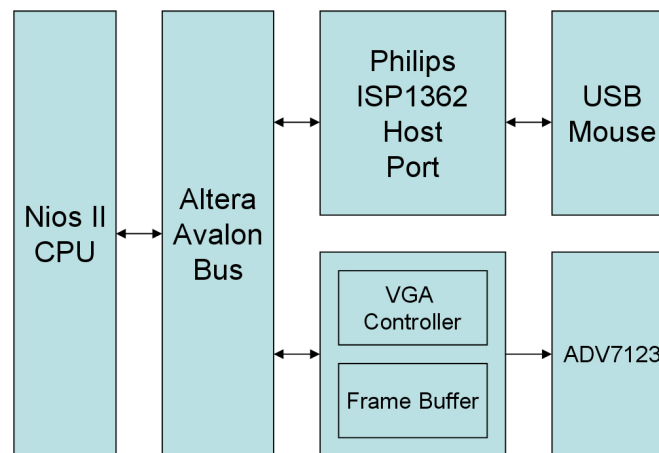 Nios II
CPU
Altera
Avalon
Bus
Philips
ISP1362
Host
Port
USB
Mouse
VGA
Controller
Frame Buffer
ADV7123